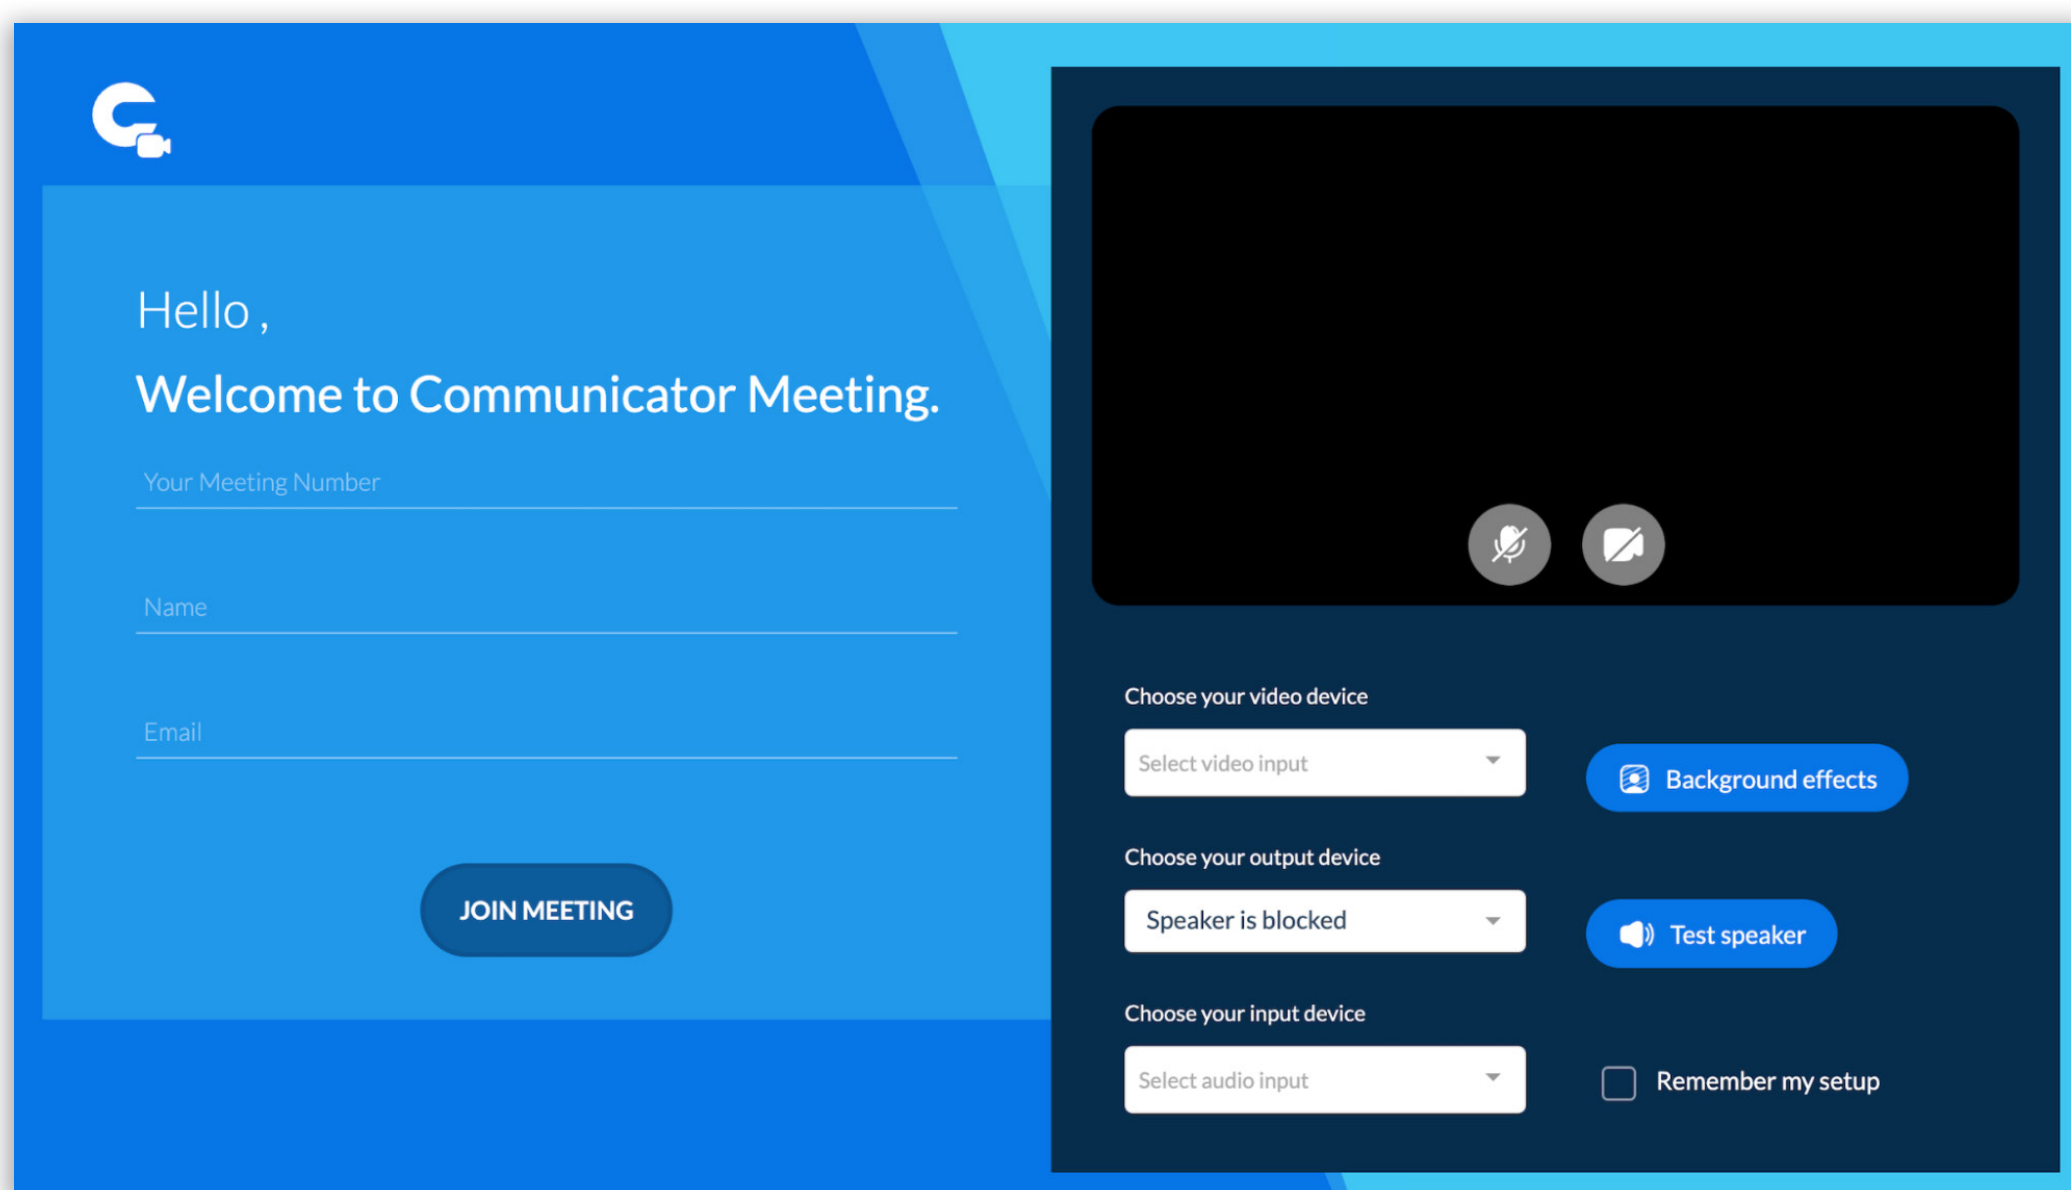 Hello ,
Welcome to Communicator Meeting.
Your Meeting Number
Name
Email
JOIN MEETING
Choose your video device
Select video input
Background effects
Choose your output device
Speaker is blocked
Test speaker
Choose your input device
Select audio input
Remember my setup